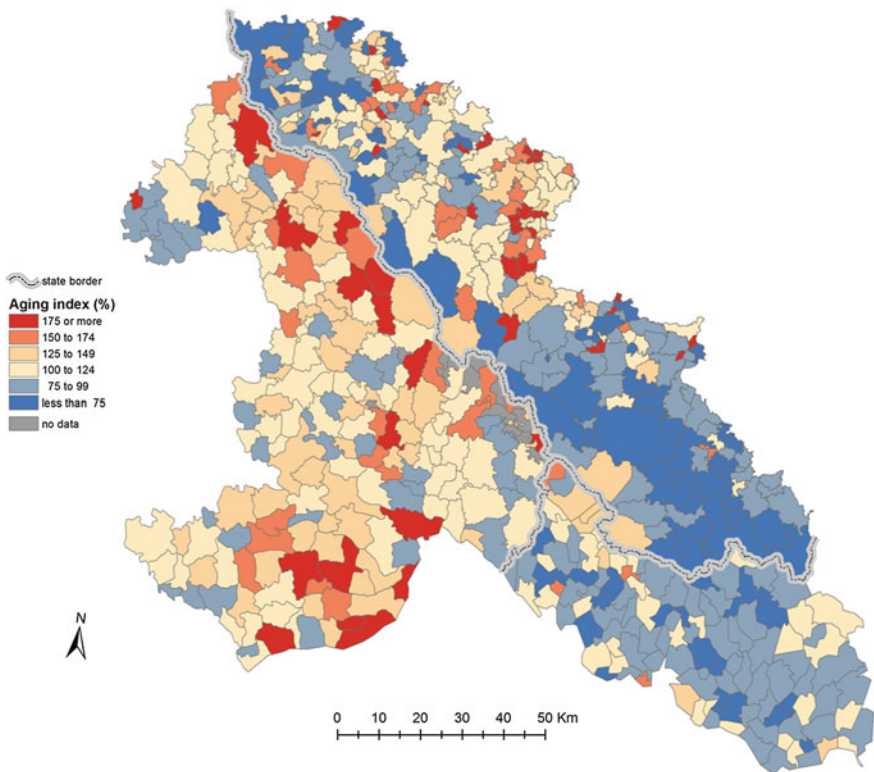 state border
Aging index (%)
175 or more
150 to 174
125 to 149
100 to 124
75 to 99
less than 75
no data
N
0 10 20 30 40 50 Km